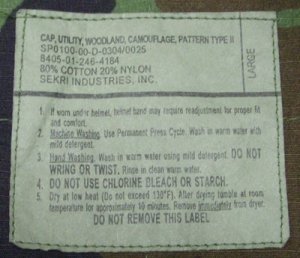 CAP, UTILITY, WOODLAND, CAMOUFLAGE, PATTERN TYPE II
SP0100-00-D-0304/0025
8405-01-246-4184
80% COTTON 20% NYLON
SEKRI INDUSTRIES, INC.
LARGE
1. If worn under helmet, helmet band may require readjustment for proper fit
and comfort.
2. Machine Washing. Use Permanent Press Cycle. Wash in warm water with
mild detergent.
3. Hand Washing. Wash in warm water using mild detergent. DO NOT
WRING OR TWIST. Rinse in clean warm water.
4. DO NOT USE CHLORINE BLEACH OR STARCH.
5. Dry at low heat (Do not exceed 130°F). After drying tumble at room
temperature for approximately 10 minutes. Remove immediately from dryer.
DO NOT REMOVE THIS LABEL